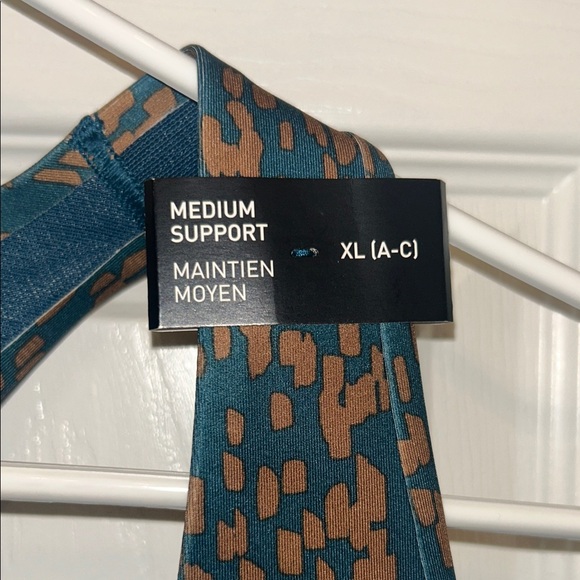 MEDIUM
SUPPORT
MAINTIEN
MOYEN
XL (A-C)